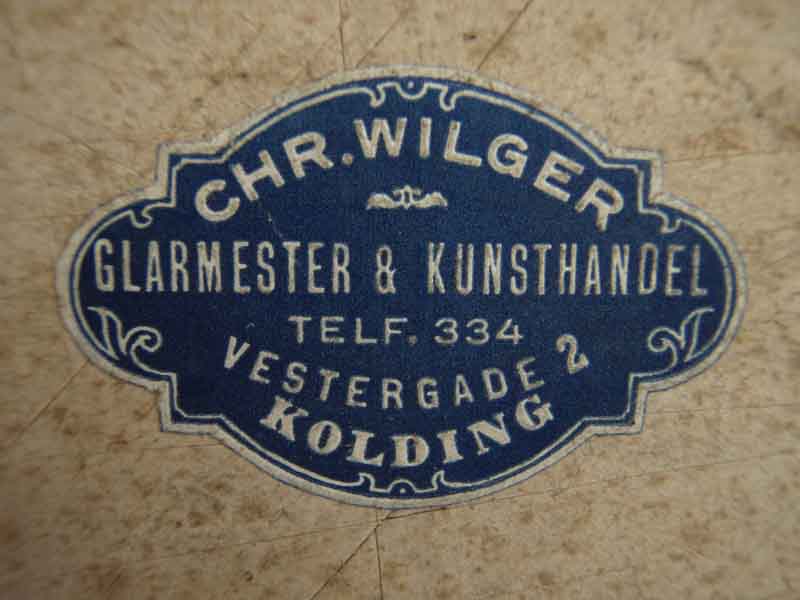 CHR. WILGER
GLARMESTER & KUNSTHANDEL
TELF. 334
VESTERGADE 2
KOLDING